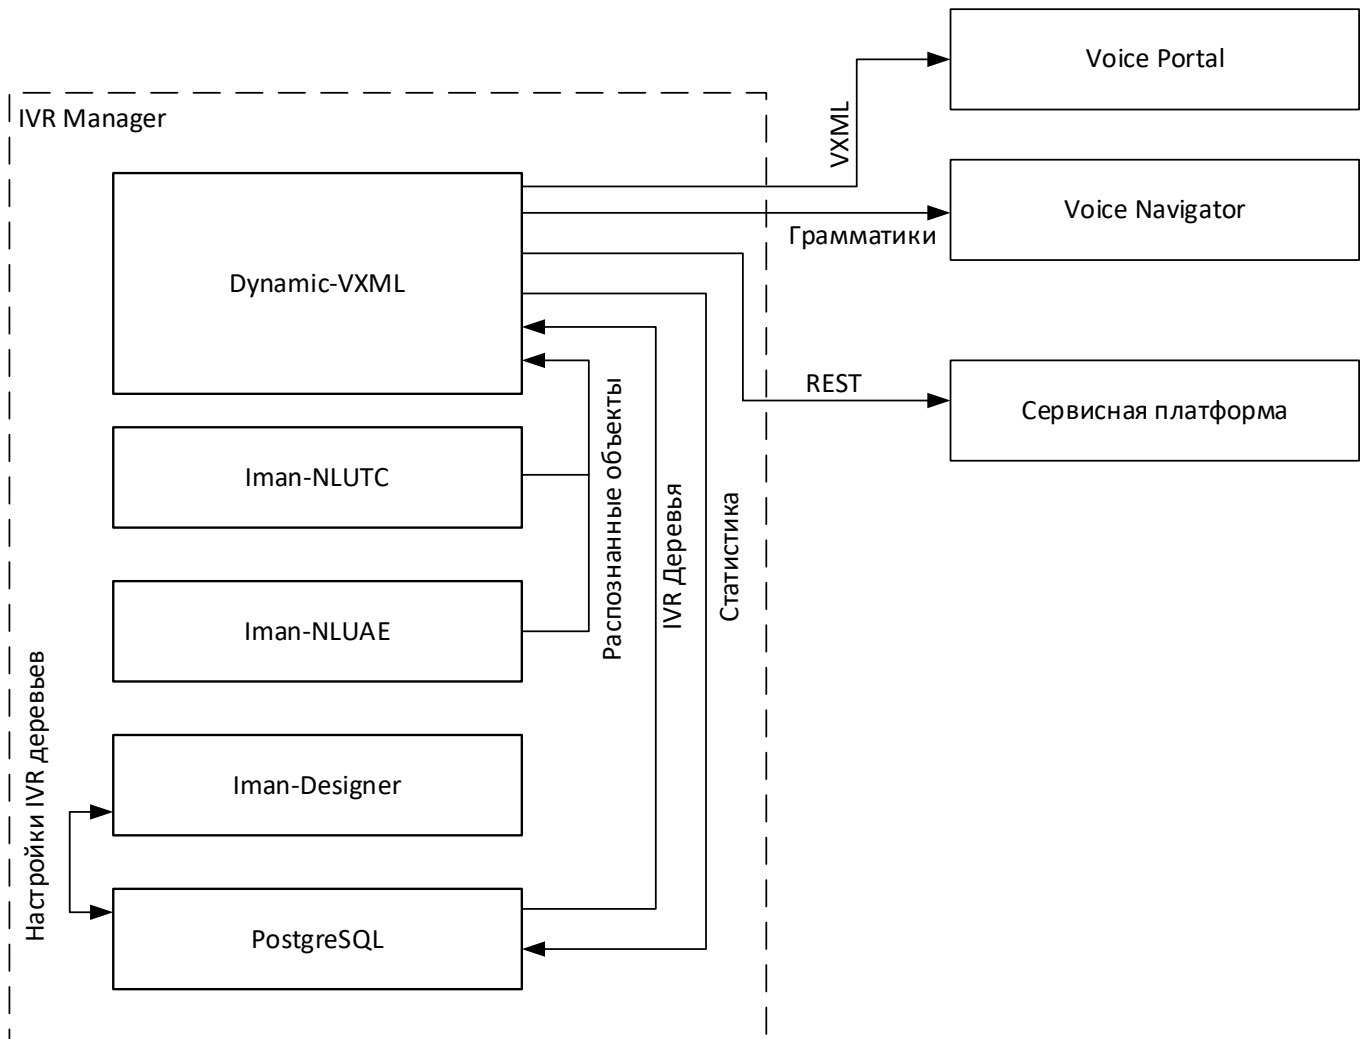 Voice Portal
IVR Manager
VXML
Voice Navigator
Грамматики
Dynamic-VXML
REST
Сервисная платформа
Iman-NLUTC
Распознанные объекты
IVR Деревья
Статистика
Iman-NLUAE
Настройки IVR деревьев
Iman-Designer
PostgreSQL